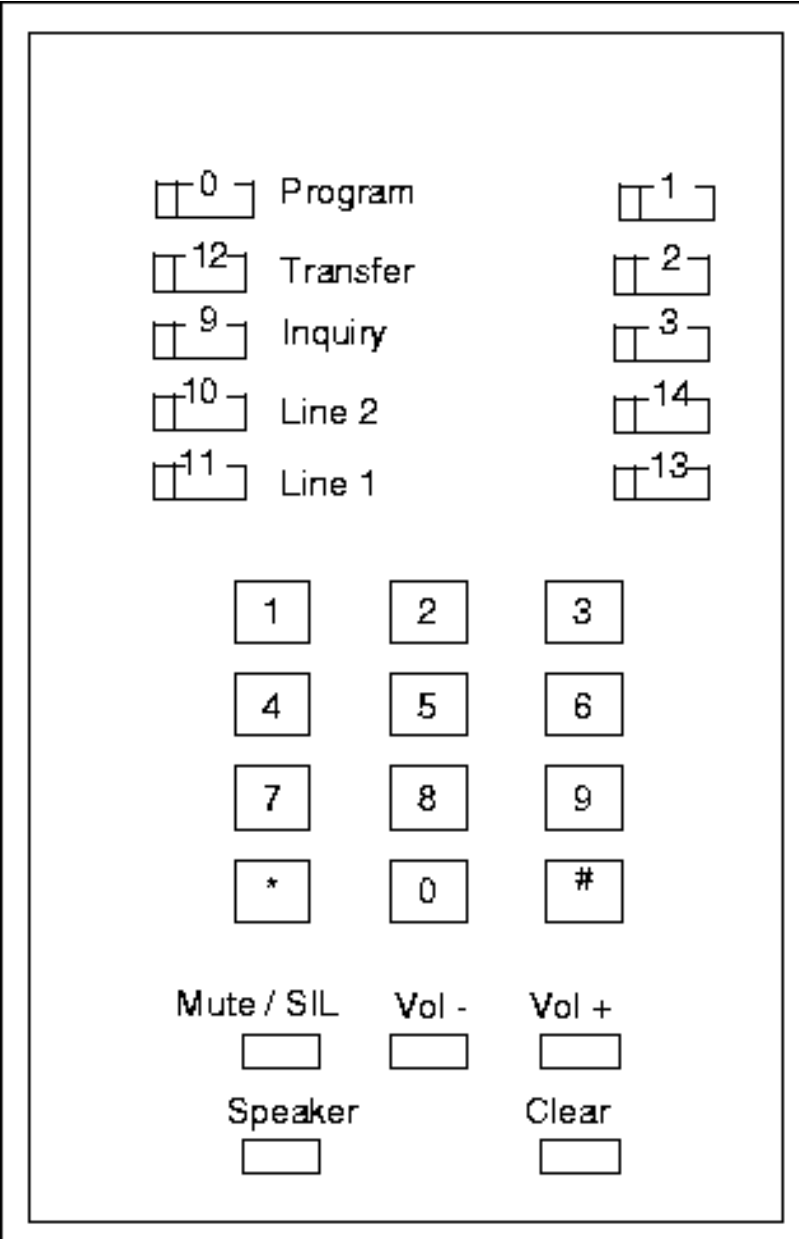 0 Program 1
12 Transfer 2
9 Inquiry 3
10 Line 2 14
11 Line 1 13
1 2 3
4 5 6
7 8 9
* 0 #
Mute / SIL Vol - Vol +
Speaker Clear